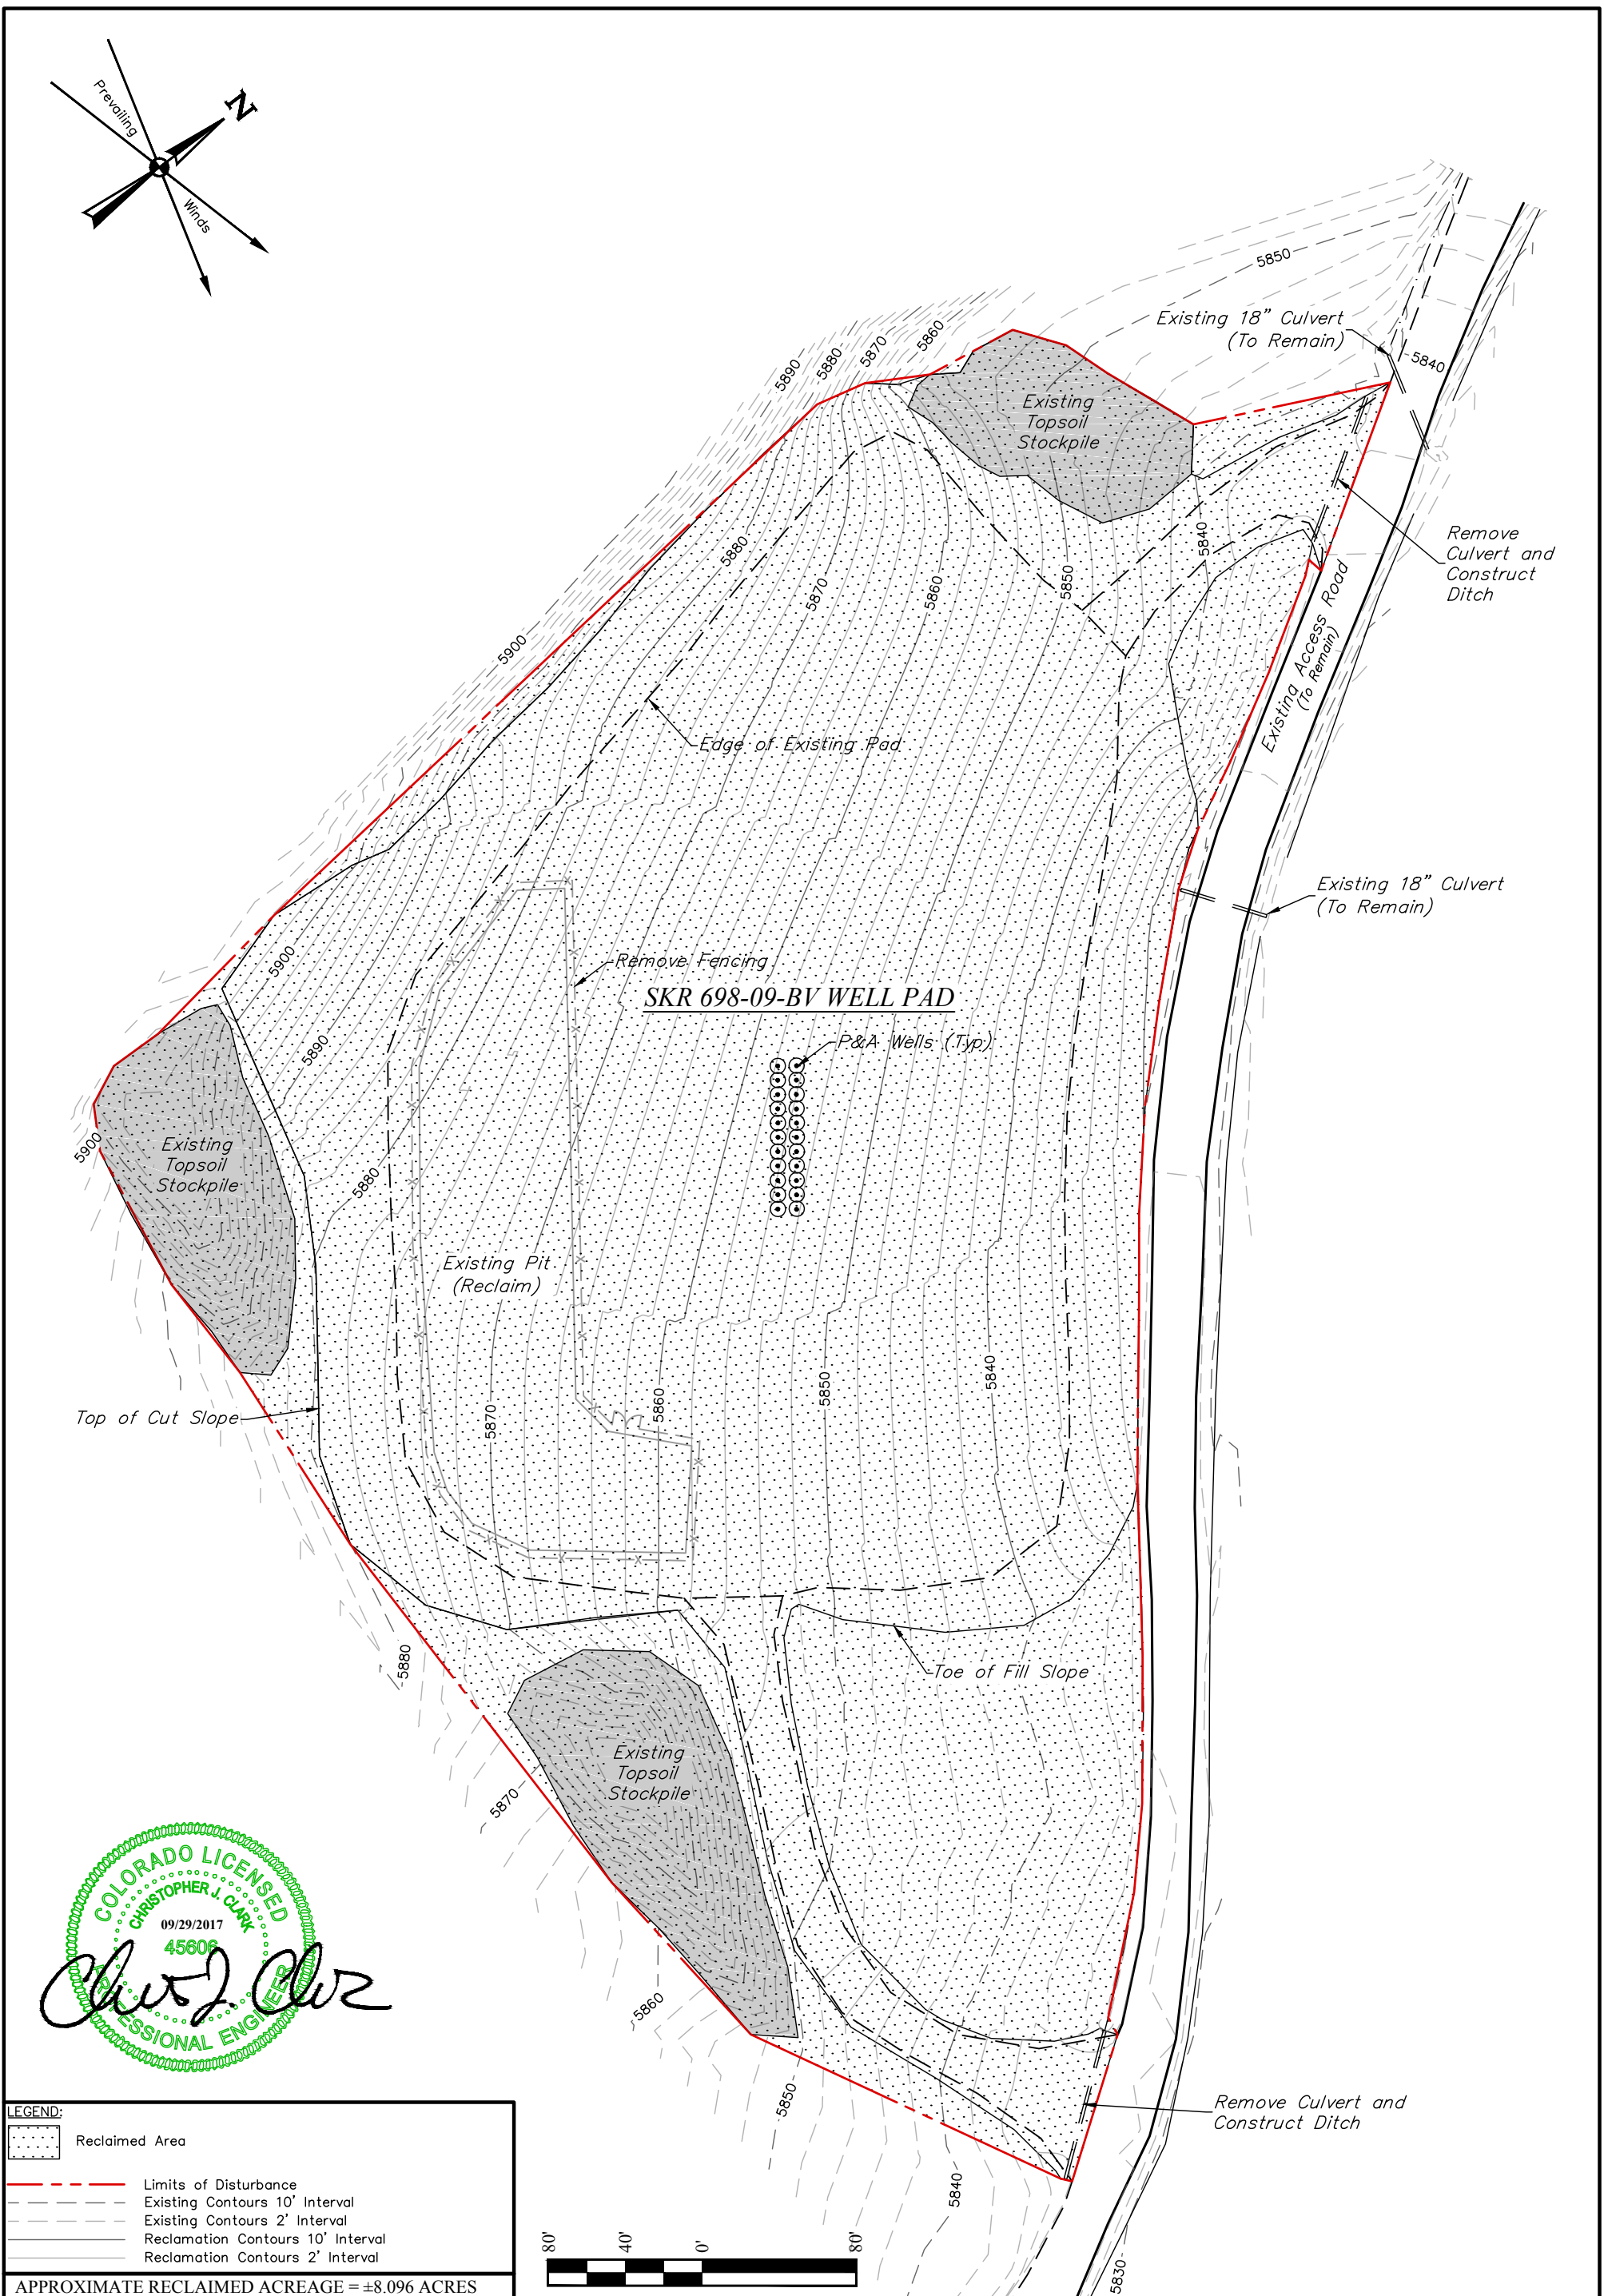 N
Prevailing
Winds
5850
Existing 18" Culvert
(To Remain)
5840
5860
5870
5880
5890
Existing
Topsoil
Stockpile
Remove
Culvert and
Construct
Ditch
5840
5850
5860
5870
5880
5900
Existing Access Road
(To Remain)
Edge of Existing Pad
Existing 18" Culvert
(To Remain)
5900
Remove Fencing
SKR 698-09-BV WELL PAD
P&A Wells (Typ)
5890
5900
Existing
Topsoil
Stockpile
5880
Existing Pit
(Reclaim)
5870
5860
5850
5840
Top of Cut Slope
5880
Toe of Fill Slope
Existing
Topsoil
Stockpile
5870
5860
5850
5840
5830
Remove Culvert and
Construct Ditch
COLORADO LICENSED
CHRISTOPHER J. CLARK
09/29/2017
45606
PROFESSIONAL ENGINEER
LEGEND:
Reclaimed Area
Limits of Disturbance
Existing Contours 10' Interval
Existing Contours 2' Interval
Reclamation Contours 10' Interval
Reclamation Contours 2' Interval
APPROXIMATE RECLAIMED ACREAGE = ±8.096 ACRES
80'
40'
0'
80'